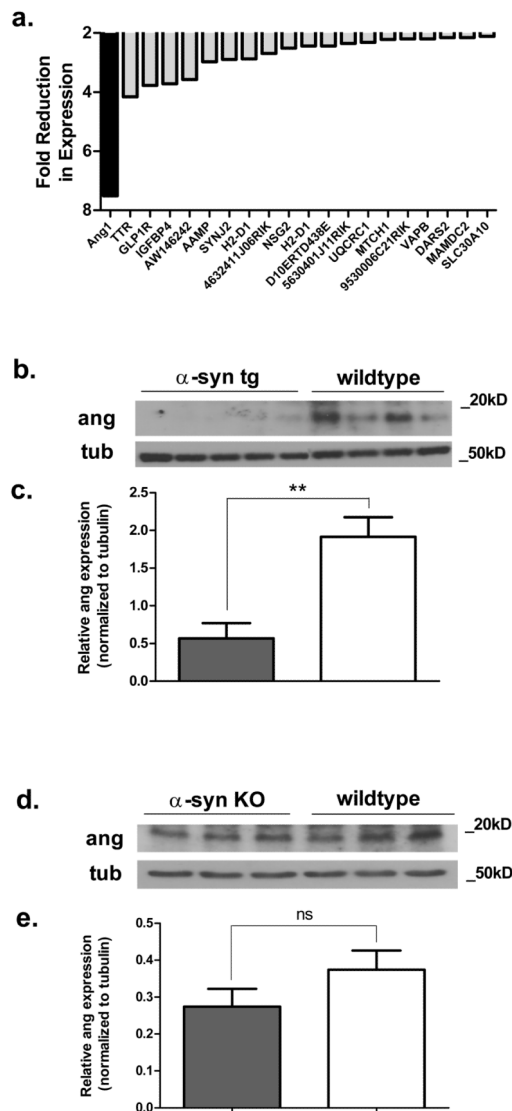 a.
Fold Reduction
in Expression
2
4
6
8
Ang1
TTR
GLP1R
IGFBP4
AW146242
AAMP
SYNJ2
H2-D1
4632411J06RIK
NSG2
H2-D1
D10ERTD438E
5630401J11RIK
UQCRC1
MTCH1
9530006C21RIK
VAPB
DARS2
MAMDC2
SLC30A10
b.
α-syn tg wildtype
ang _20kD
tub _50kD
c.
Relative ang expression
(normalized to tubulin)
2.5
2.0
1.5
1.0
0.5
0.0
**
d.
α-syn KO wildtype
ang _20kD
tub _50kD
e.
Relative ang expression
(normalized to tubulin)
0.5
0.4
0.3
0.2
0.1
0.0
ns